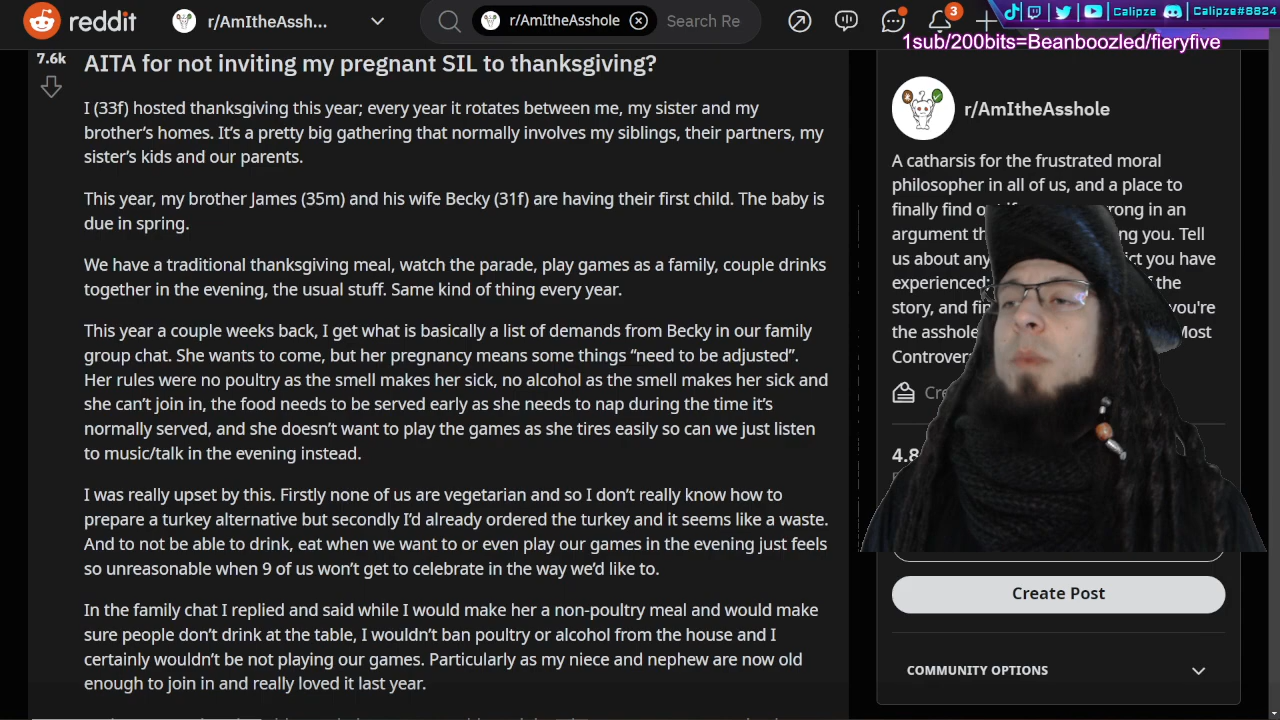 reddit
r/AmItheAssh...
r/AmItheAsshole
Search Re
3
Calipze
Calipze#6624
1sub/200bits=Beanboozled/fieryfive
7.6k
AITA for not inviting my pregnant SIL to thanksgiving?
I (33f) hosted thanksgiving this year; every year it rotates between me, my sister and my
brother's homes. It's a pretty big gathering that normally involves my siblings, their partners, my
sister's kids and our parents.
This year, my brother James (35m) and his wife Becky (31f) are having their first child. The baby is
due in spring.
We have a traditional thanksgiving meal, watch the parade, play games as a family, couple drinks
together in the evening, the usual stuff. Same kind of thing every year.
This year a couple weeks back, I get what is basically a list of demands from Becky in our family
group chat. She wants to come, but her pregnancy means some things “need to be adjusted”.
Her rules were no poultry as the smell makes her sick, no alcohol as the smell makes her sick and
she can't join in, the food needs to be served early as she needs to nap during the time it's
normally served, and she doesn't want to play the games as she tires easily so can we just listen
to music/talk in the evening instead.
I was really upset by this. Firstly none of us are vegetarian and so I don't really know how to
prepare a turkey alternative but secondly I'd already ordered the turkey and it seems like a waste.
And to not be able to drink, eat when we want to or even play our games in the evening just feels
so unreasonable when 9 of us won't get to celebrate in the way we'd like to.
In the family chat I replied and said while I would make her a non-poultry meal and would make
sure people don't drink at the table, I wouldn't ban poultry or alcohol from the house and I
certainly wouldn't be not playing our games. Particularly as my niece and nephew are now old
enough to join in and really loved it last year.
r/AmItheAsshole
A catharsis for the frustrated moral
philosopher in all of us, and a place to
finally find o rong in an
argument th ng you. Tell
us about any ict you have
experienced; f the
story, and fin you're
the asshole Most
Controver
Cre
4.8
Create Post
COMMUNITY OPTIONS